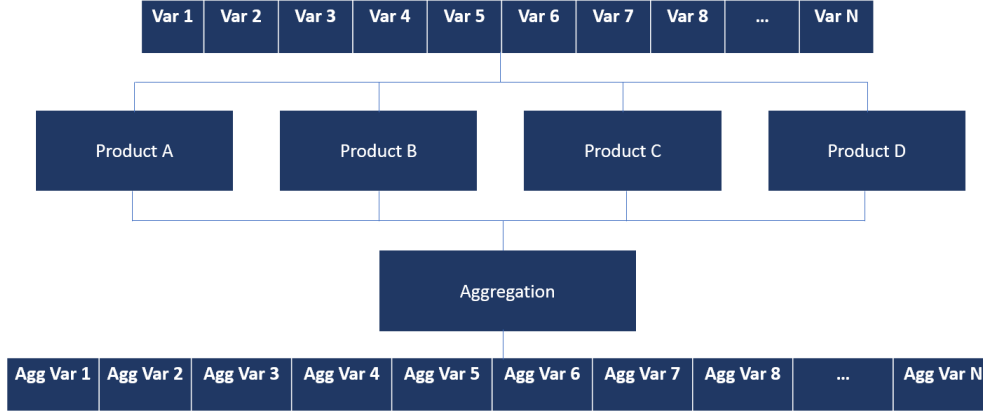 Var 1 Var 2 Var 3 Var 4 Var 5 Var 6 Var 7 Var 8 ... Var N
Product A Product B Product C Product D
Aggregation
Agg Var 1 Agg Var 2 Agg Var 3 Agg Var 4 Agg Var 5 Agg Var 6 Agg Var 7 Agg Var 8 ... Agg Var N